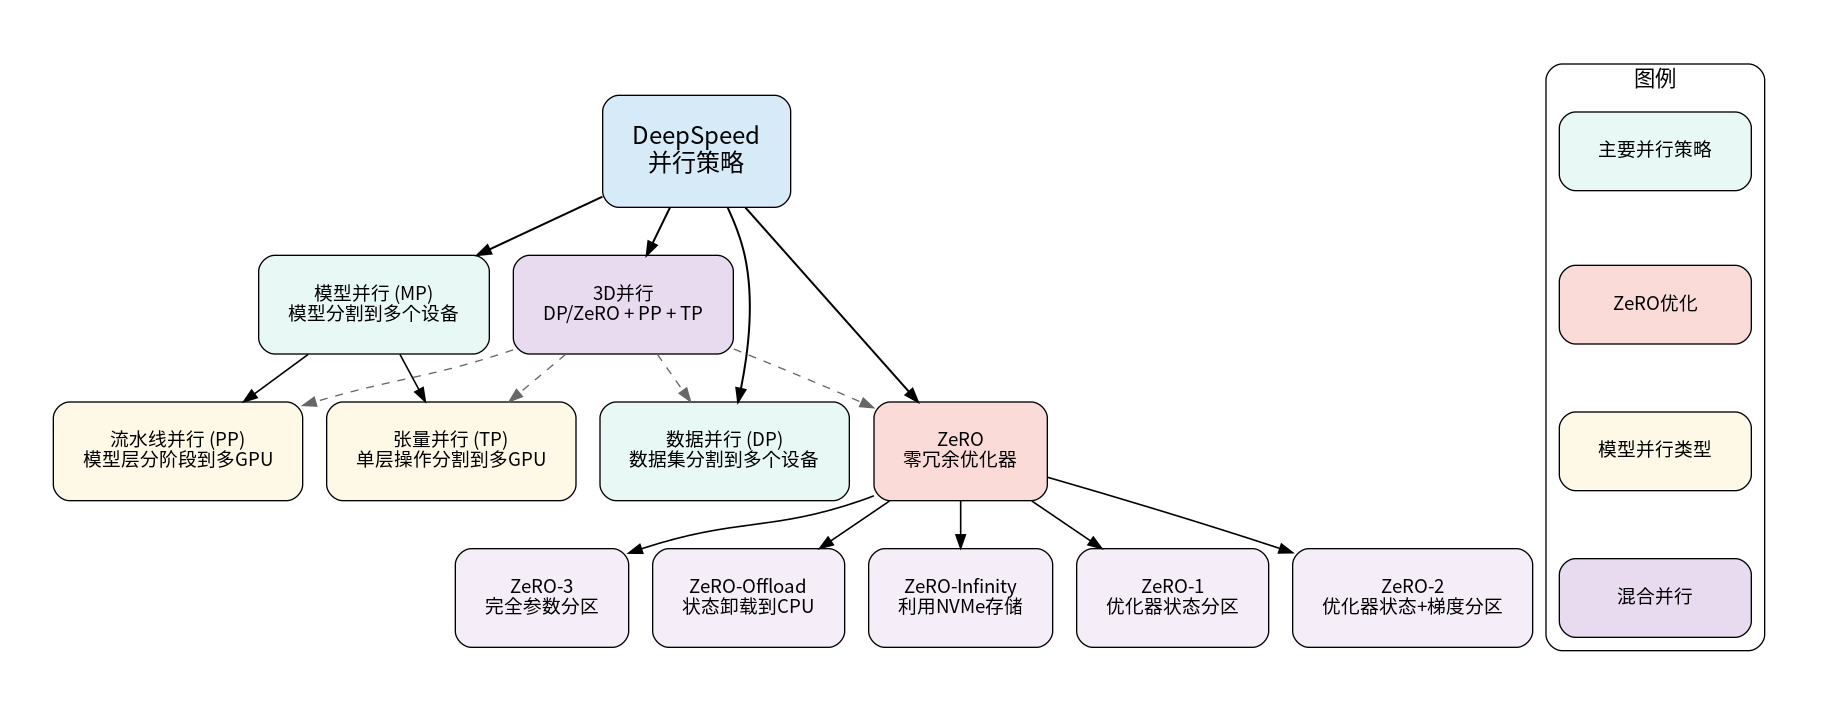 DeepSpeed
并行策略
模型并行 (MP)
模型分割到多个设备
3D并行
DP/ZeRO + PP + TP
流水线并行 (PP)
模型层分阶段到多GPU
张量并行 (TP)
单层操作分割到多GPU
数据并行 (DP)
数据集分割到多个设备
ZeRO
零冗余优化器
ZeRO-3
完全参数分区
ZeRO-Offload
状态卸载到CPU
ZeRO-Infinity
利用NVMe存储
ZeRO-1
优化器状态分区
ZeRO-2
优化器状态+梯度分区
图例
主要并行策略
ZeRO优化
模型并行类型
混合并行